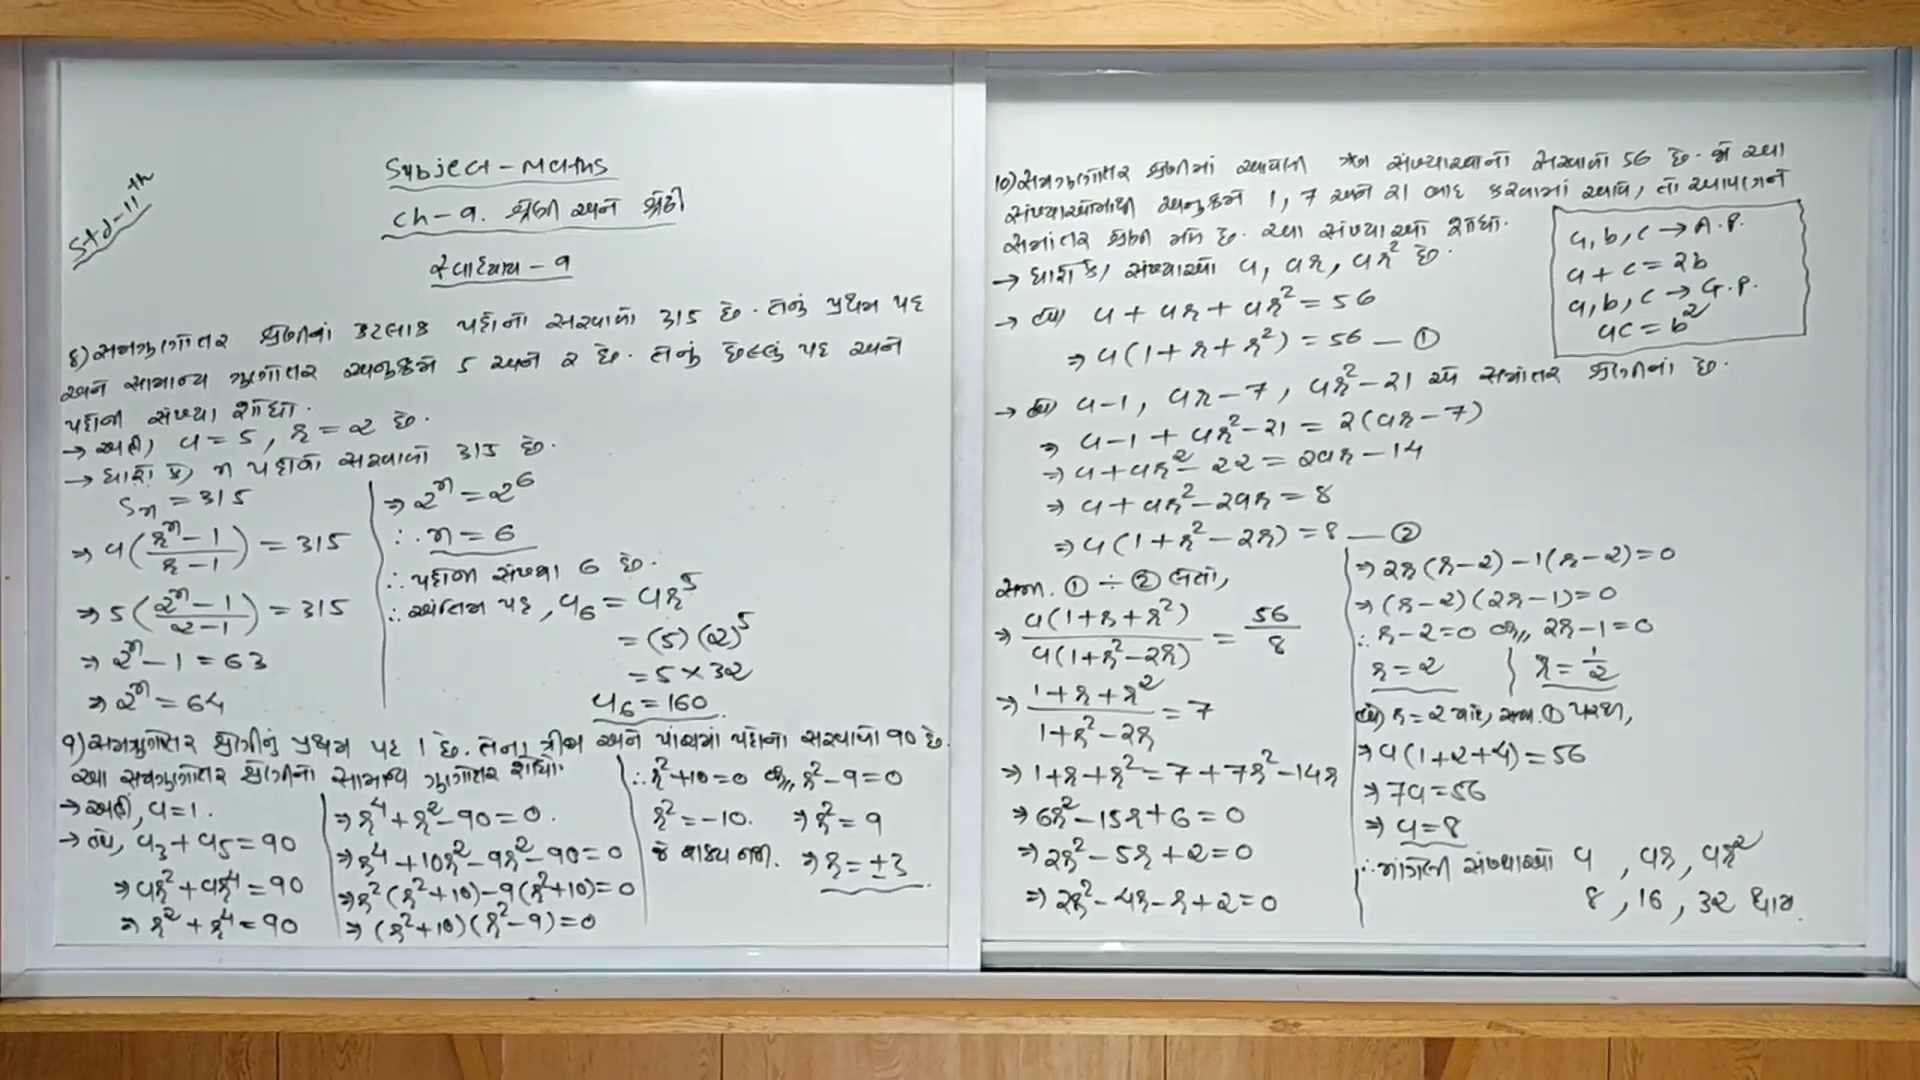 Std-11th
Subject-Maths
Ch-9. શ્રેણી અને શ્રેઢી
સ્વાધ્યાય-9
8) સમગુણોત્તર શ્રેણીનાં કેટલાક પદોનો સરવાળો 315 છે. તેનું પ્રથમ પદ
અને સામાન્ય ગુણોત્તર અનુક્રમે 5 અને 2 છે. તેનું છેલ્લું પદ અને
પદોની સંખ્યા શોધો.
→ અહીં, a = 5, r = 2 છે.
→ ધારો કે, n પદોનો સરવાળો 315 છે.
Sn = 315
⇒ a((r^n - 1)/(r - 1)) = 315
⇒ 5((2^n - 1)/(2 - 1)) = 315
⇒ 2^n - 1 = 63
⇒ 2^n = 64
⇒ 2^n = 2^6
∴ n = 6
∴ પદોની સંખ્યા 6 છે.
∴ અંતિમ પદ, a6 = ar^5
= (5)(2)^5
= 5 × 32
a6 = 160
9) સમગુણોત્તર શ્રેણીનું પ્રથમ પદ 1 છે. તેના ત્રીજા અને પાંચમાં પદોનો સરવાળો 90 છે.
આ સમગુણોત્તર શ્રેણીનો સામાન્ય ગુણોત્તર શોધો.
→ અહીં, a = 1.
→ હવે, a3 + a5 = 90
⇒ ar² + ar⁴ = 90
⇒ r² + r⁴ = 90
⇒ r⁴ + r² - 90 = 0.
⇒ r⁴ + 10r² - 9r² - 90 = 0
⇒ r²(r² + 10) - 9(r² + 10) = 0
⇒ (r² + 10)(r² - 9) = 0
∴ r² + 10 = 0 અથવા, r² - 9 = 0
r² = -10. ⇒ r² = 9
જે શક્ય નથી. ⇒ r = ±3
10) સમગુણોત્તર શ્રેણીમાં આવેલી ત્રણ સંખ્યાઓનો સરવાળો 56 છે. જો આ
સંખ્યાઓમાંથી અનુક્રમે 1, 7 અને 21 બાદ કરવામાં આવે, તો આપણને
સમાંતર શ્રેણી મળે છે. આ સંખ્યાઓ શોધો.
→ ધારો કે, સંખ્યાઓ a, ar, ar² છે.
→ હવે a + ar + ar² = 56
⇒ a(1 + r + r²) = 56 — ①
a, b, c → A.P.
a + c = 2b
a, b, c → G.P.
ac = b²
→ હવે a-1, ar-7, ar²-21 એ સમાંતર શ્રેણીનાં છે.
⇒ a-1 + ar²-21 = 2(ar-7)
⇒ a + ar² - 22 = 2ar - 14
⇒ a + ar² - 2ar = 8
⇒ a(1 + r² - 2r) = 8 — ②
સમી. ① ÷ ② લેતાં,
⇒ a(1 + r + r²)/a(1 + r² - 2r) = 56/8
⇒ (1 + r + r²)/(1 + r² - 2r) = 7
⇒ 1 + r + r² = 7 + 7r² - 14r
⇒ 6r² - 15r + 6 = 0
⇒ 2r² - 5r + 2 = 0
⇒ 2r² - 4r - r + 2 = 0
⇒ 2r(r-2) - 1(r-2) = 0
⇒ (r-2)(2r-1) = 0
∴ r-2 = 0 અથવા, 2r-1 = 0
r = 2 } r = 1/2
હવે r = 2 માટે, સમી. ① પરથી,
⇒ a(1+2+4) = 56
⇒ 7a = 56
⇒ a = 8
∴ માંગેલી સંખ્યાઓ a, ar, ar²
8, 16, 32 થાય.